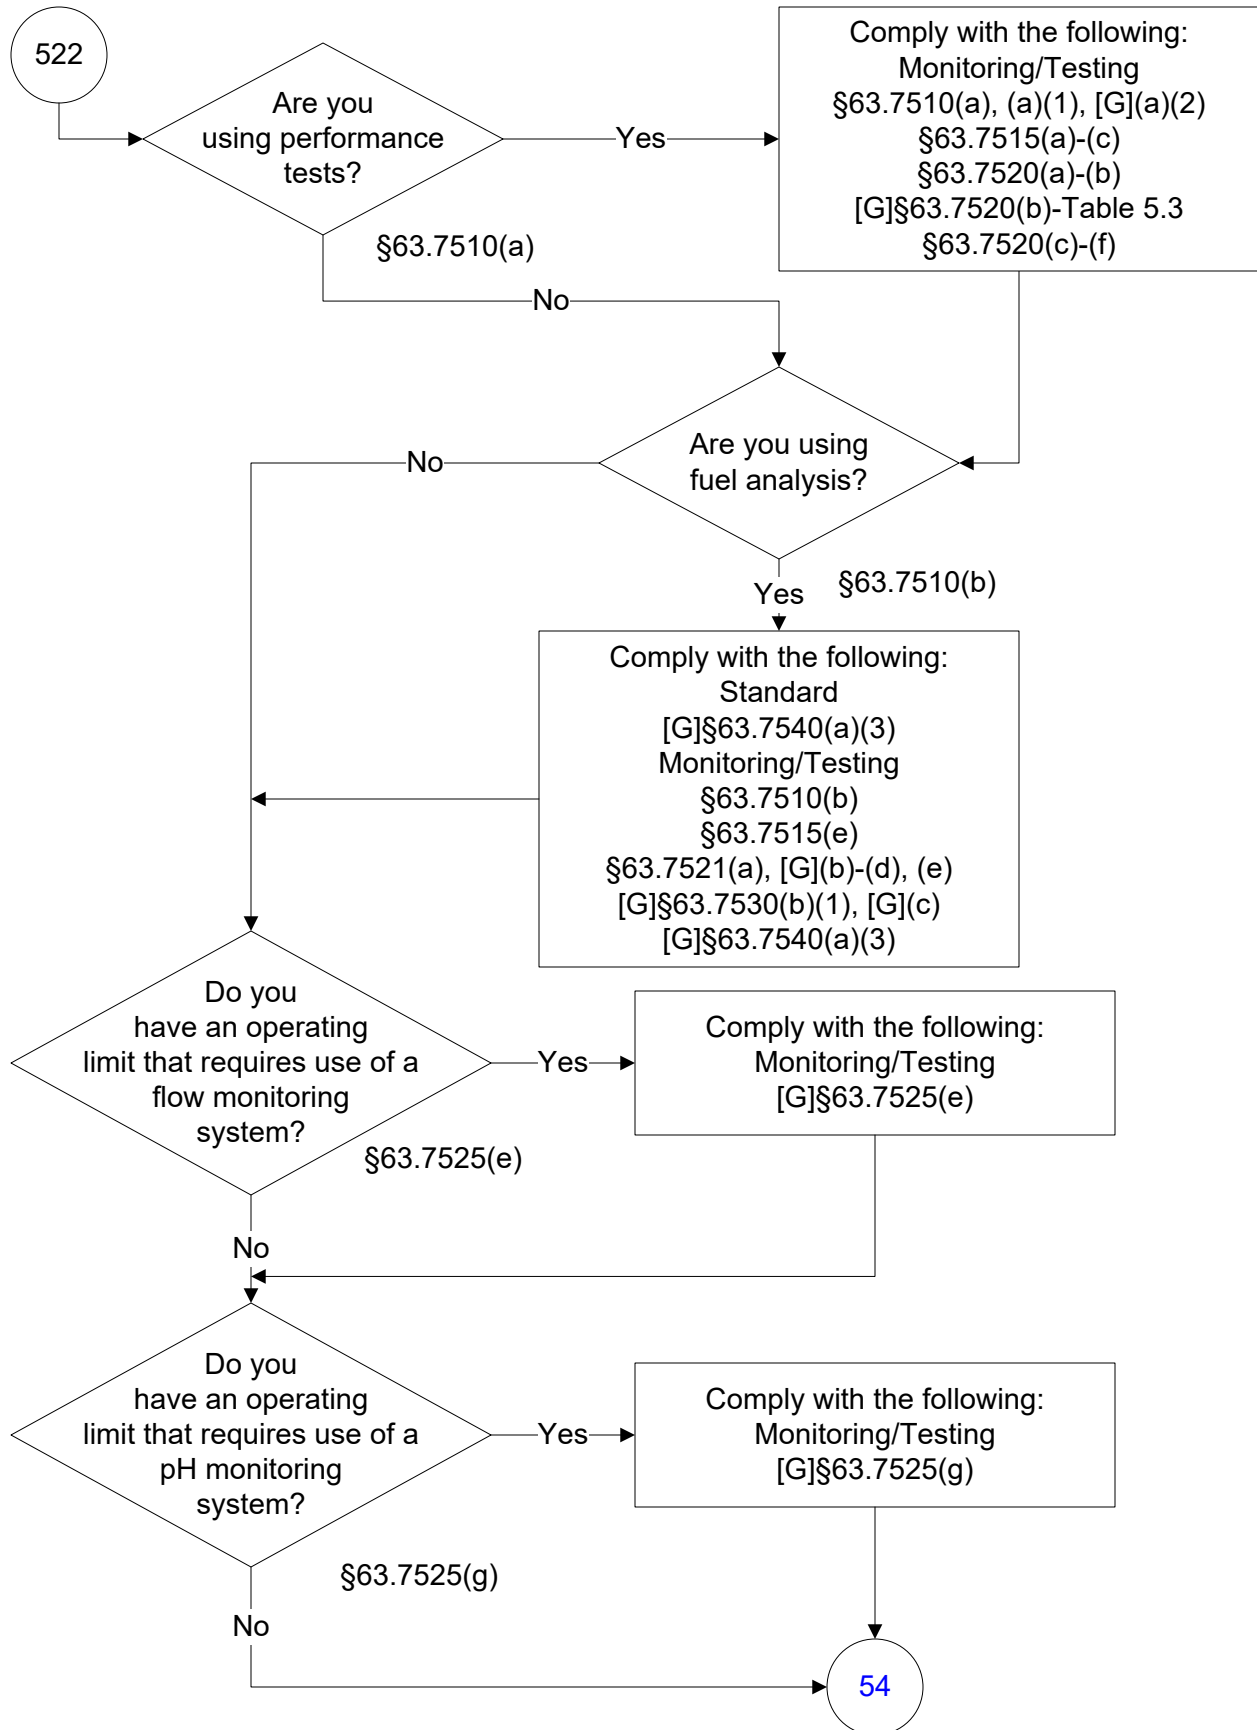 522
Are you
using performance
tests?
Yes
Comply with the following:
Monitoring/Testing
§63.7510(a), (a)(1), [G](a)(2)
§63.7515(a)-(c)
§63.7520(a)-(b)
[G]§63.7520(b)-Table 5.3
§63.7520(c)-(f)
§63.7510(a)
No
Are you using
fuel analysis?
No
Yes
§63.7510(b)
Comply with the following:
Standard
[G]§63.7540(a)(3)
Monitoring/Testing
§63.7510(b)
§63.7515(e)
§63.7521(a), [G](b)-(d), (e)
[G]§63.7530(b)(1), [G](c)
[G]§63.7540(a)(3)
Do you
have an operating
limit that requires use of a
flow monitoring
system?
Yes
Comply with the following:
Monitoring/Testing
[G]§63.7525(e)
§63.7525(e)
No
Do you
have an operating
limit that requires use of a
pH monitoring
system?
Yes
Comply with the following:
Monitoring/Testing
[G]§63.7525(g)
§63.7525(g)
No
54